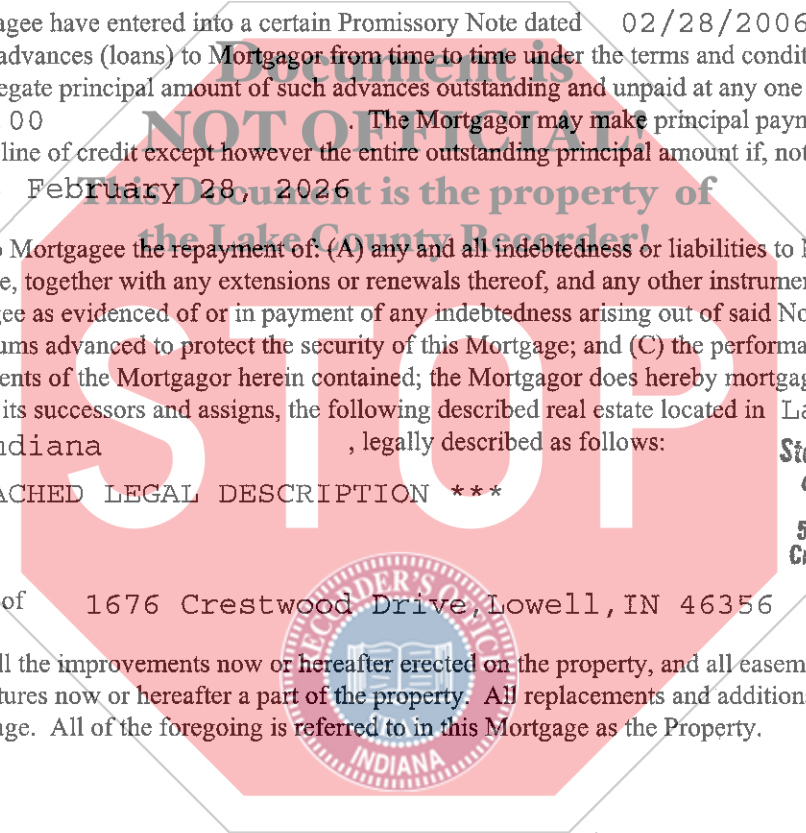 agee have entered into a certain Promissory Note dated 02/28/2006
advances (loans) to Mortgagor from time to time under the terms and condit
Document is
egate principal amount of such advances outstanding and unpaid at any one
00 . The Mortgagor may make principal paym
NOT OFFICIAL!
line of credit except however the entire outstanding principal amount if, not
February 28, 2026
This Document is the property of
the Lake County Recorder!
o Mortgagee the repayment of: (A) any and all indebtedness or liabilities to M
e, together with any extensions or renewals thereof, and any other instrumen
gee as evidenced of or in payment of any indebtedness arising out of said No
ums advanced to protect the security of this Mortgage; and (C) the performa
ents of the Mortgagor herein contained; the Mortgagor does hereby mortgag
its successors and assigns, the following described real estate located in La
ndiana , legally described as follows:
Ste
ACHED LEGAL DESCRIPTION ***
STOP
5
Cr
of 1676 Crestwood Drive,Lowell,IN 46356
RECORDER'S OFFICE
ll the improvements now or hereafter erected on the property, and all easem
tures now or hereafter a part of the property. All replacements and addition
age. All of the foregoing is referred to in this Mortgage as the Property.
INDIANA